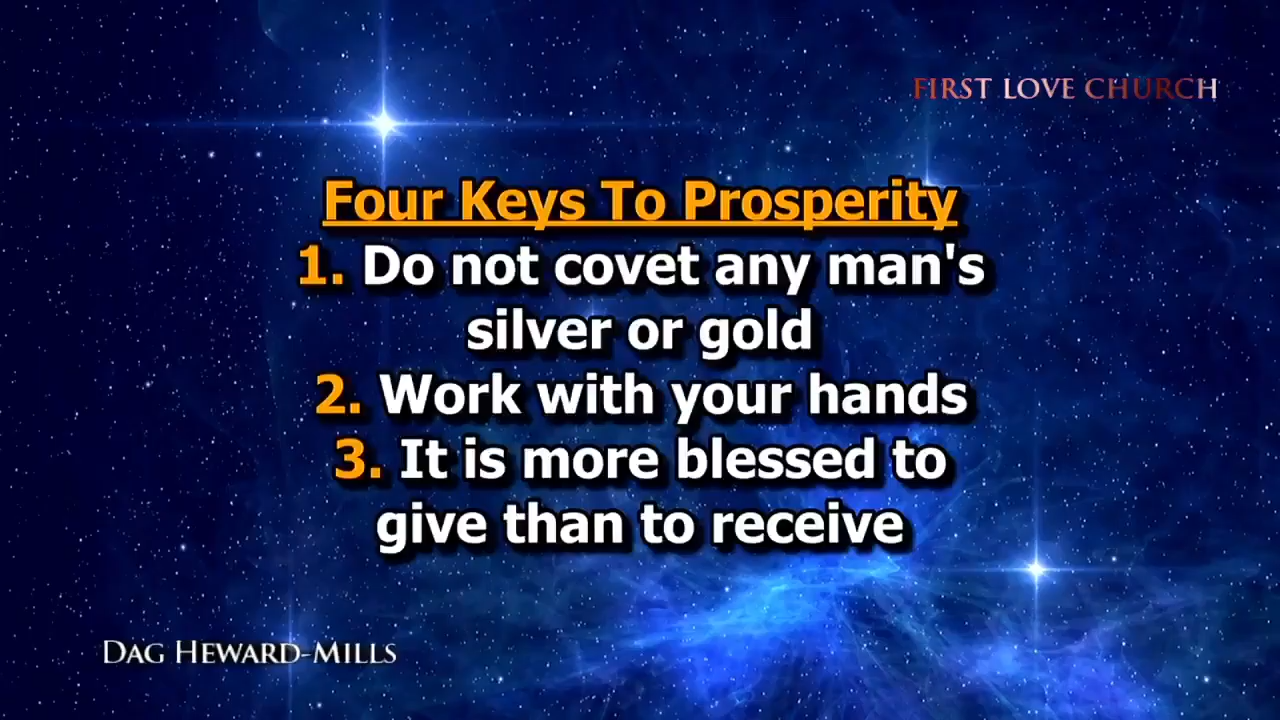 FIRST LOVE CHURCH
Four Keys To Prosperity
1. Do not covet any man's
silver or gold
2. Work with your hands
3. It is more blessed to
give than to receive
DAG HEWARD-MILLS